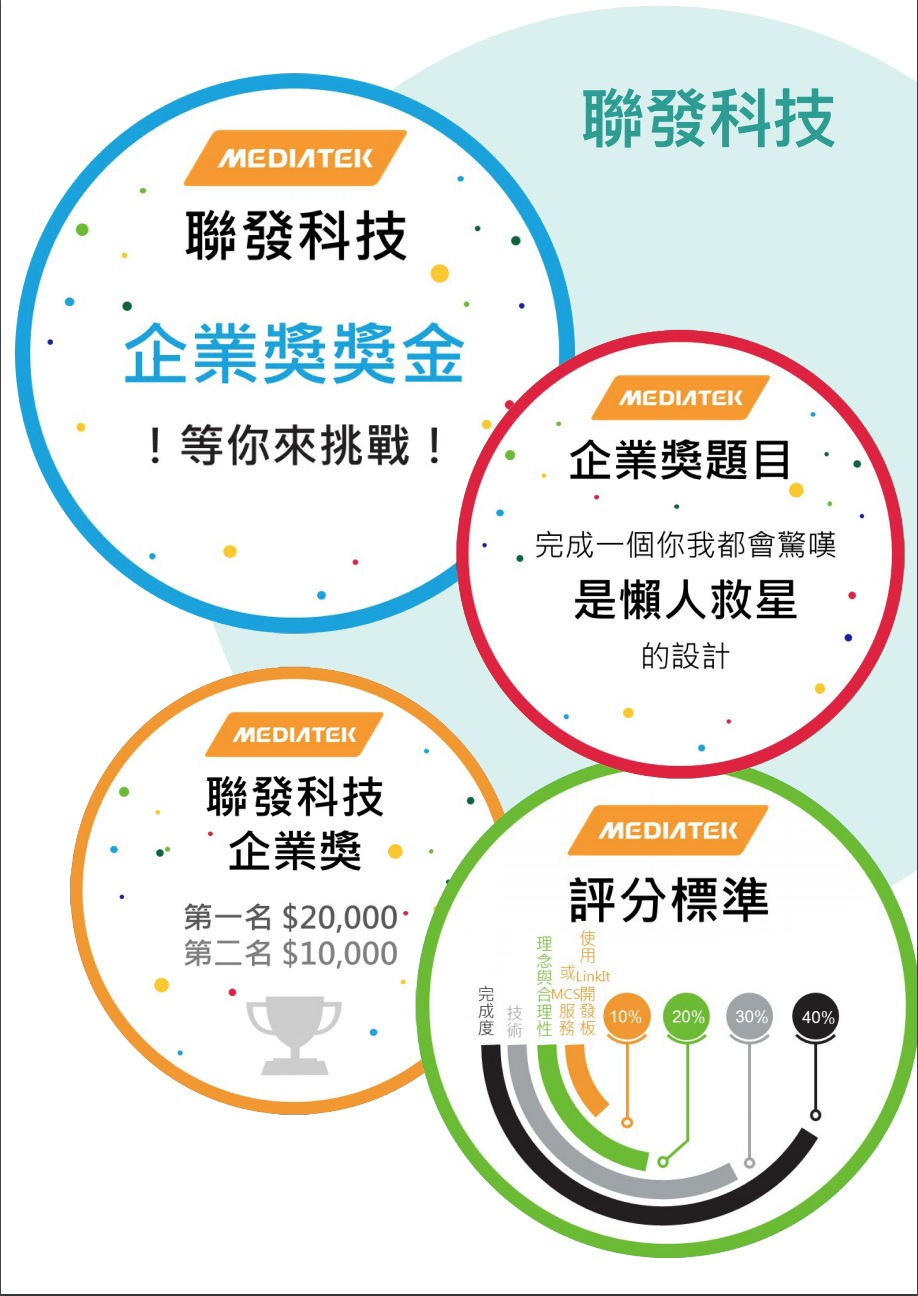 聯發科技
MEDIATEK
聯發科技
企業獎獎金
！等你來挑戰！
MEDIATEK
企業獎題目
完成一個你我都會驚嘆
是懶人救星
的設計
MEDIATEK
聯發科技
企業獎
第一名 $20,000
第二名 $10,000
MEDIATEK
評分標準
完成度
技術
理念與合理性
使用LinkIt開發板
或MCS服務
10%
20%
30%
40%